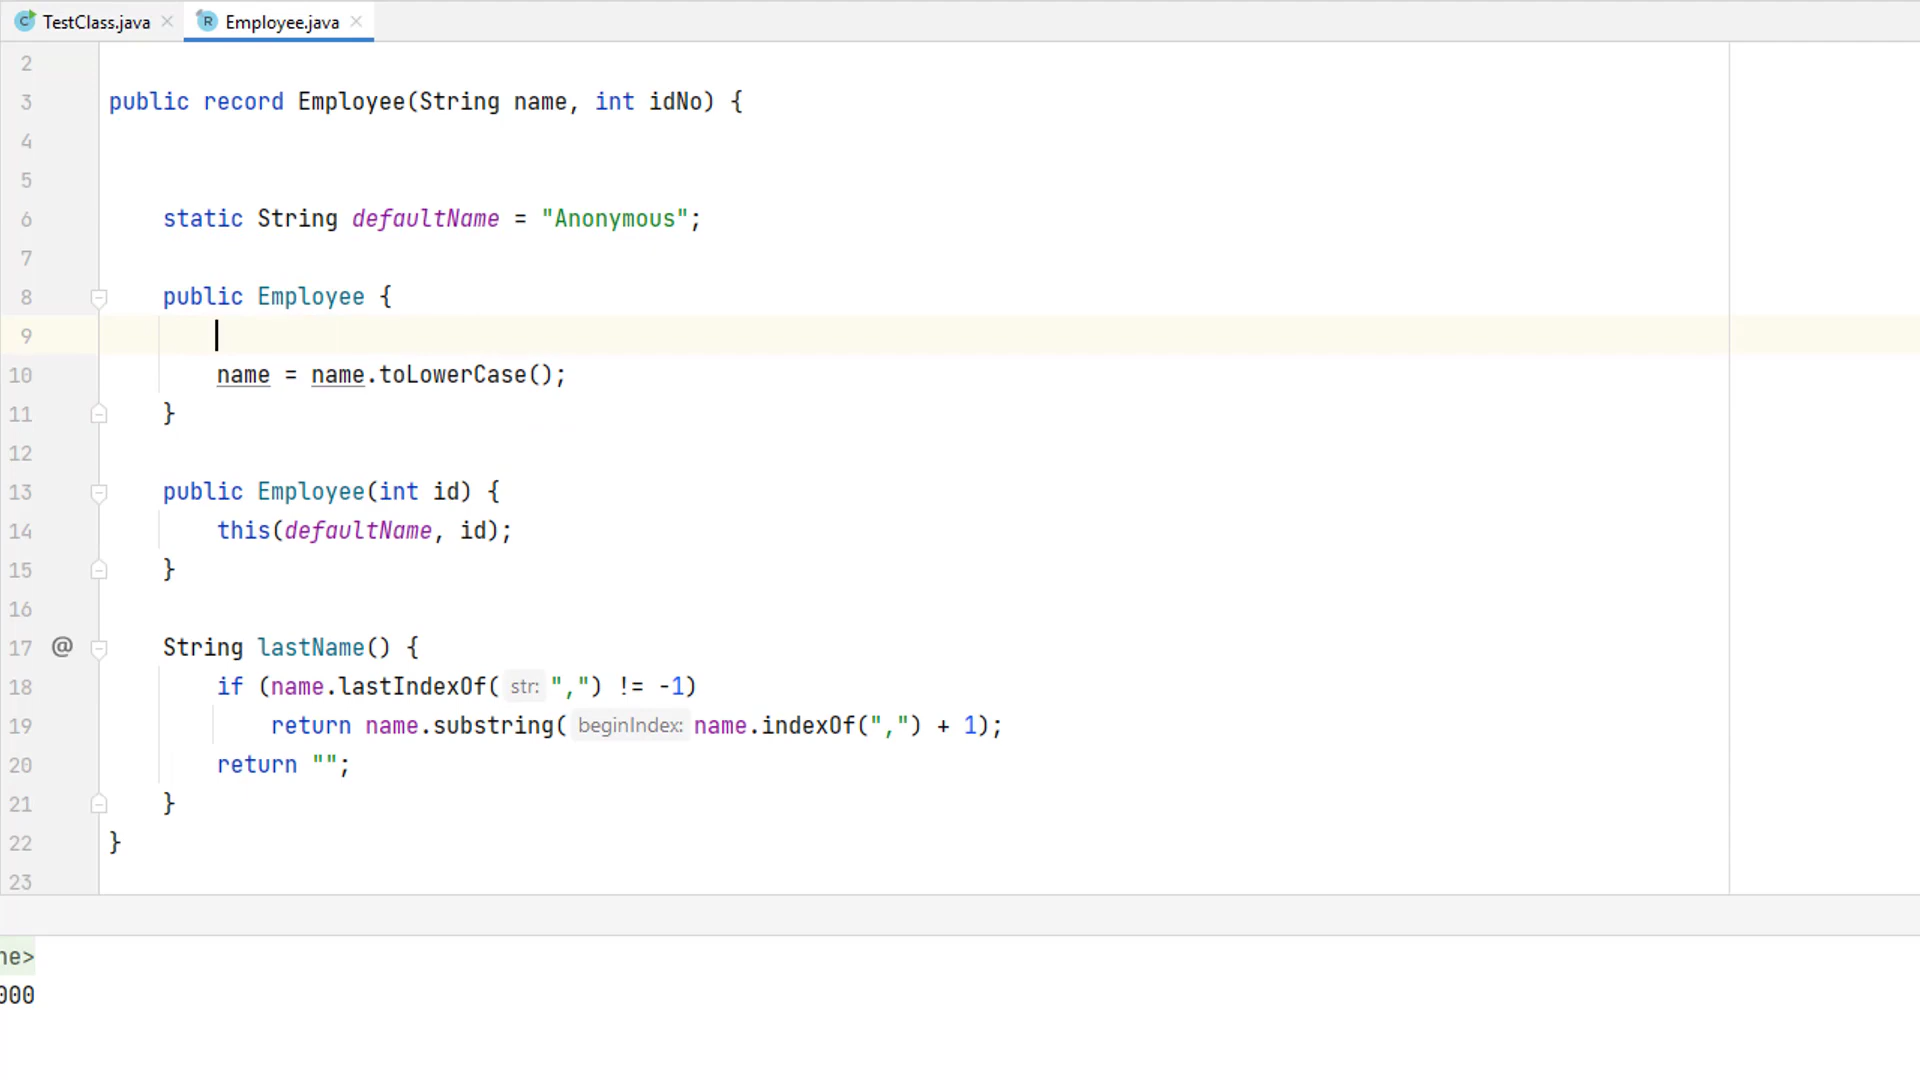 TestClass.java Employee.java
2
3 public record Employee(String name, int idNo) {
4
5
6 static String defaultName = "Anonymous";
7
8 public Employee {
9
10 name = name.toLowerCase();
11 }
12
13 public Employee(int id) {
14 this(defaultName, id);
15 }
16
17 @ String lastName() {
18 if (name.lastIndexOf( str: ",") != -1)
19 return name.substring( beginIndex: name.indexOf(",") + 1);
20 return "";
21 }
22 }
23
ne>
000